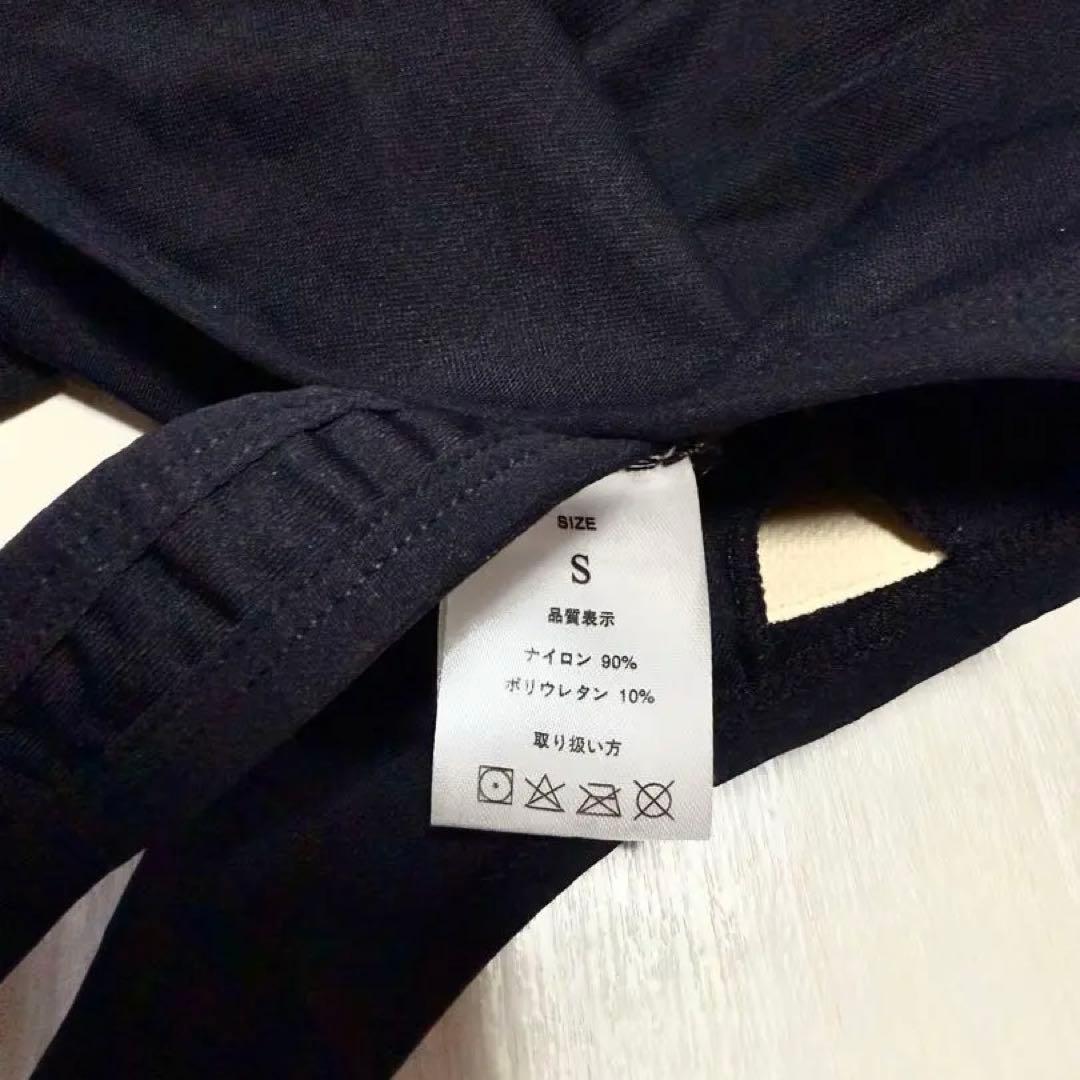 SIZE
S
品質表示
ナイロン 90%
ポリウレタン 10%
取り扱い方